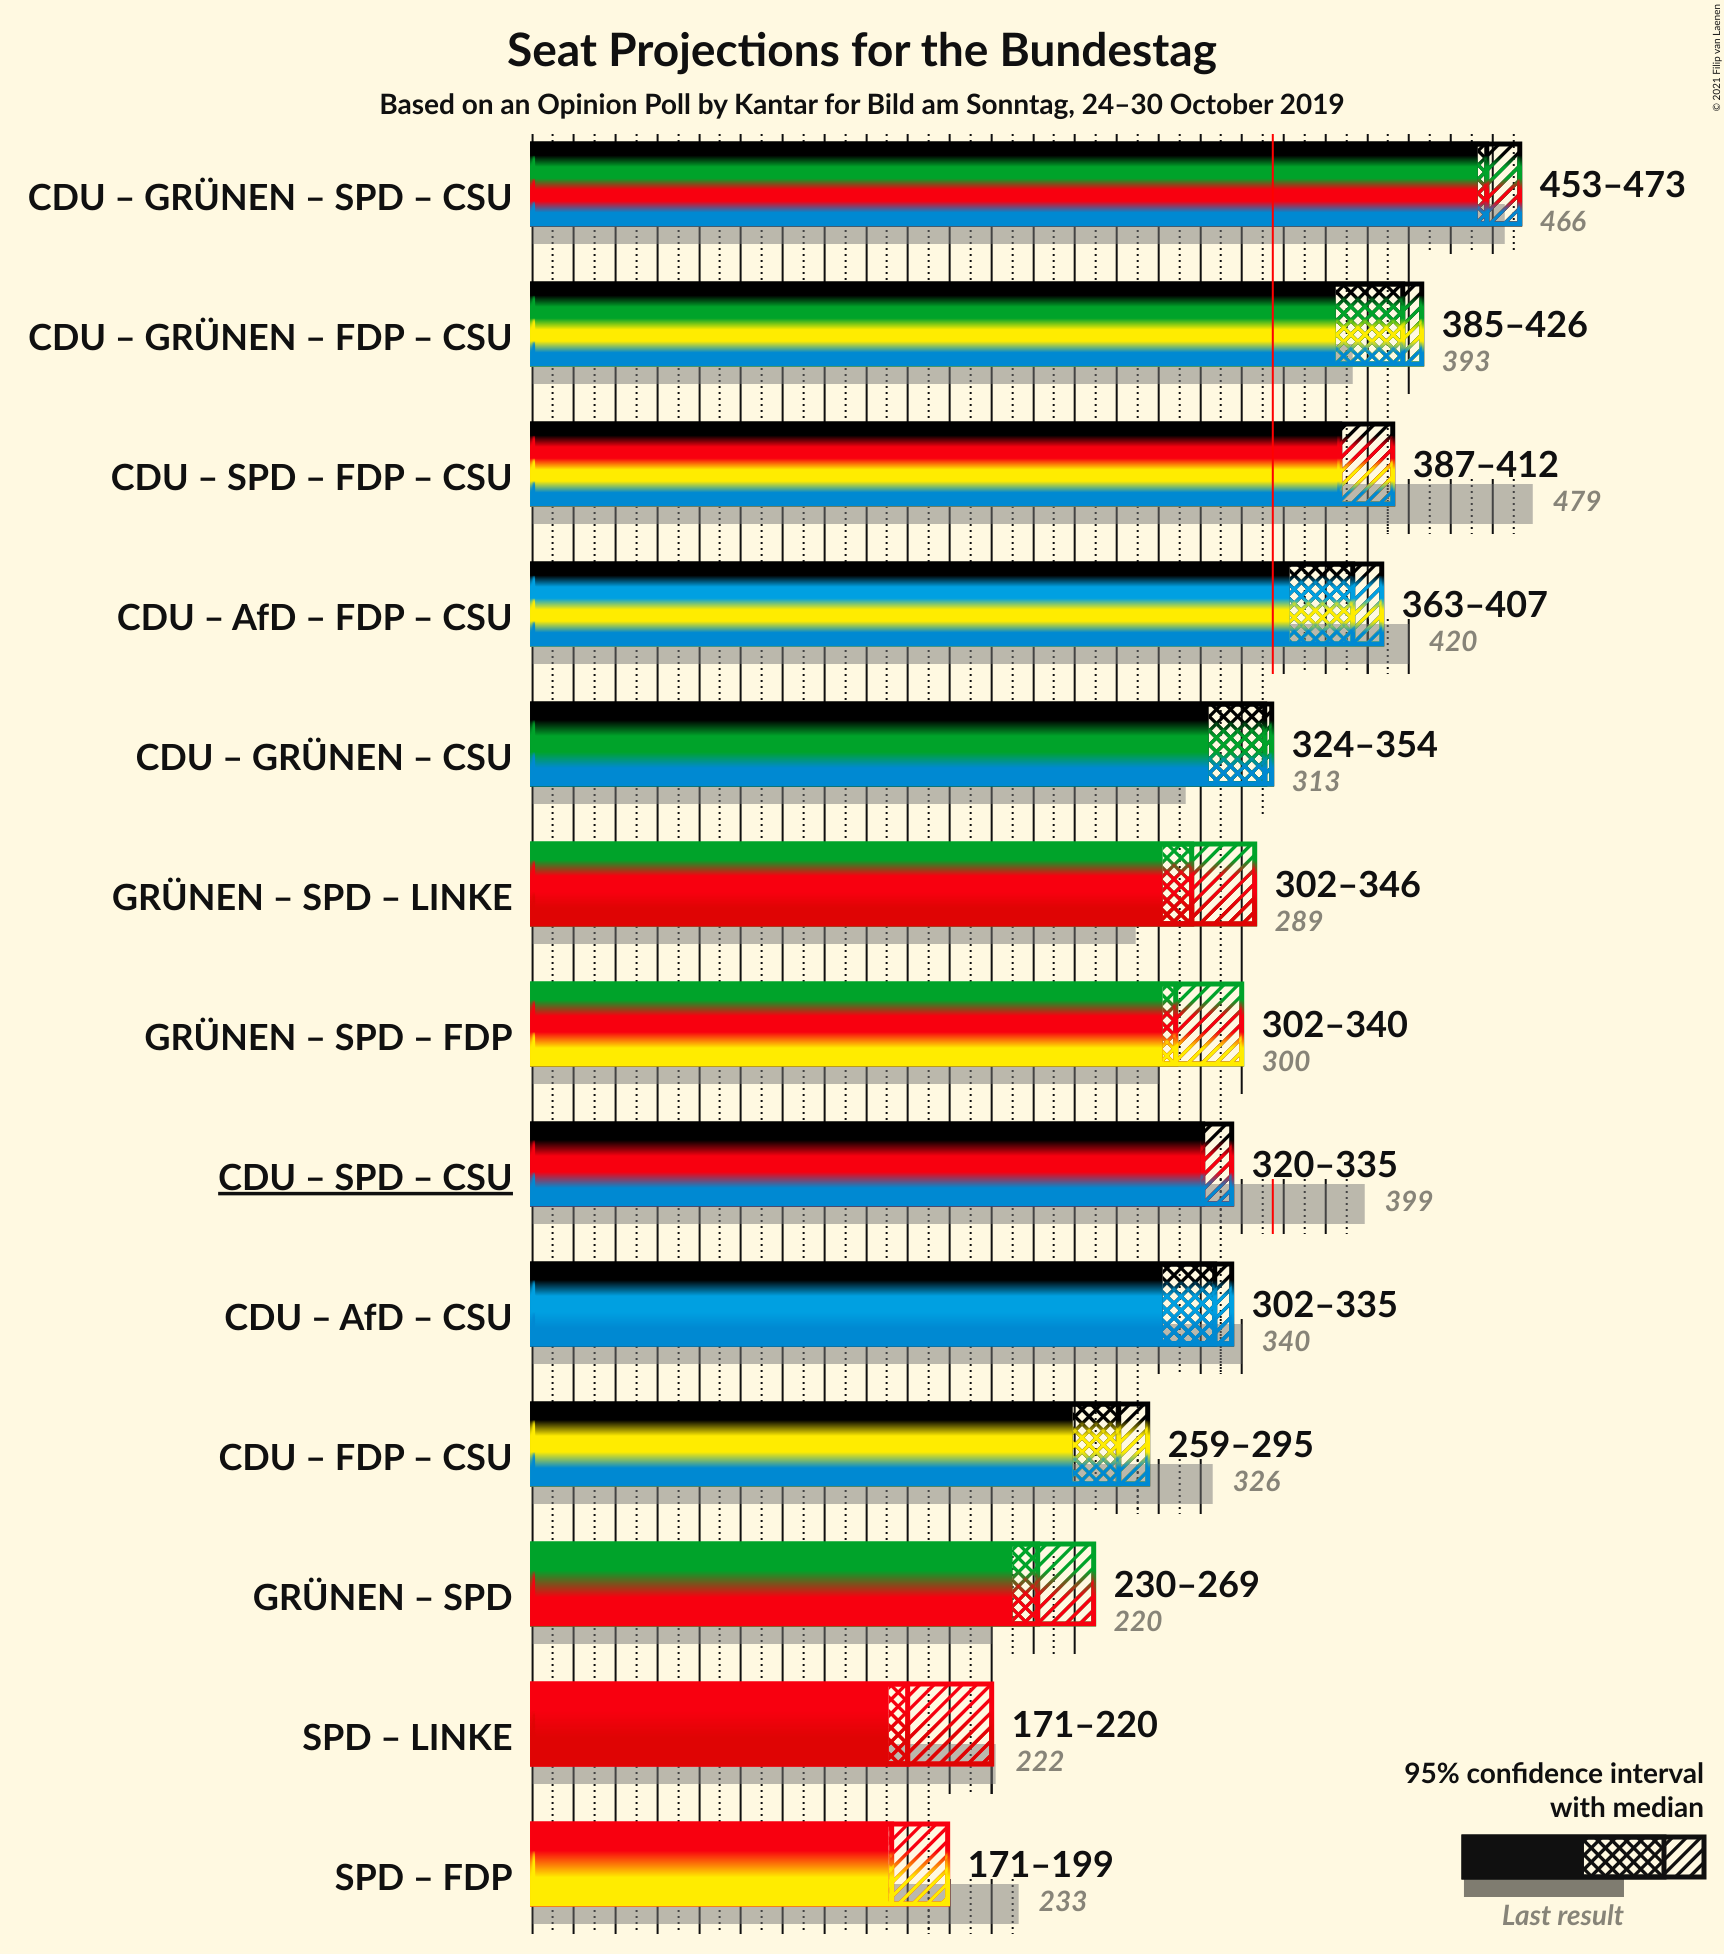 Seat Projections for the Bundestag
Based on an Opinion Poll by Kantar for Bild am Sonntag, 24–30 October 2019
© 2021 Filip van Laenen
CDU – GRÜNEN – SPD – CSU
453–473
466
CDU – GRÜNEN – FDP – CSU
385–426
393
CDU – SPD – FDP – CSU
387–412
479
CDU – AfD – FDP – CSU
363–407
420
CDU – GRÜNEN – CSU
324–354
313
GRÜNEN – SPD – LINKE
302–346
289
GRÜNEN – SPD – FDP
302–340
300
CDU – SPD – CSU
320–335
399
CDU – AfD – CSU
302–335
340
CDU – FDP – CSU
259–295
326
GRÜNEN – SPD
230–269
220
SPD – LINKE
171–220
222
SPD – FDP
171–199
233
95% confidence interval
with median
Last result